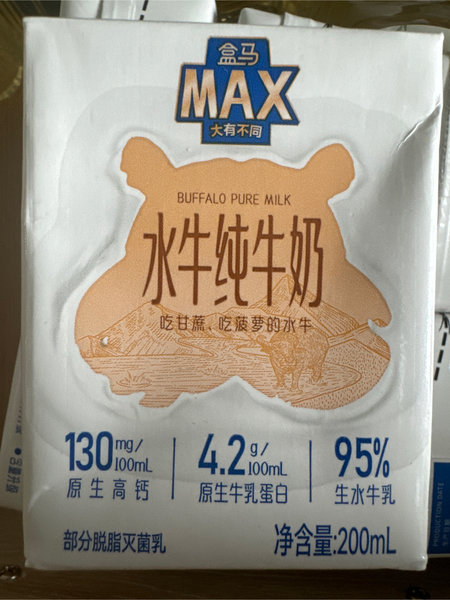 盒马
MAX
大有不同
BUFFALO PURE MILK
水牛纯牛奶
吃甘蔗、吃菠萝的水牛
130mg/100mL
原生高钙
4.2g/100mL
原生牛乳蛋白
95%
生水牛乳
部分脱脂灭菌乳
净含量:200mL
PRODUCTION DATE